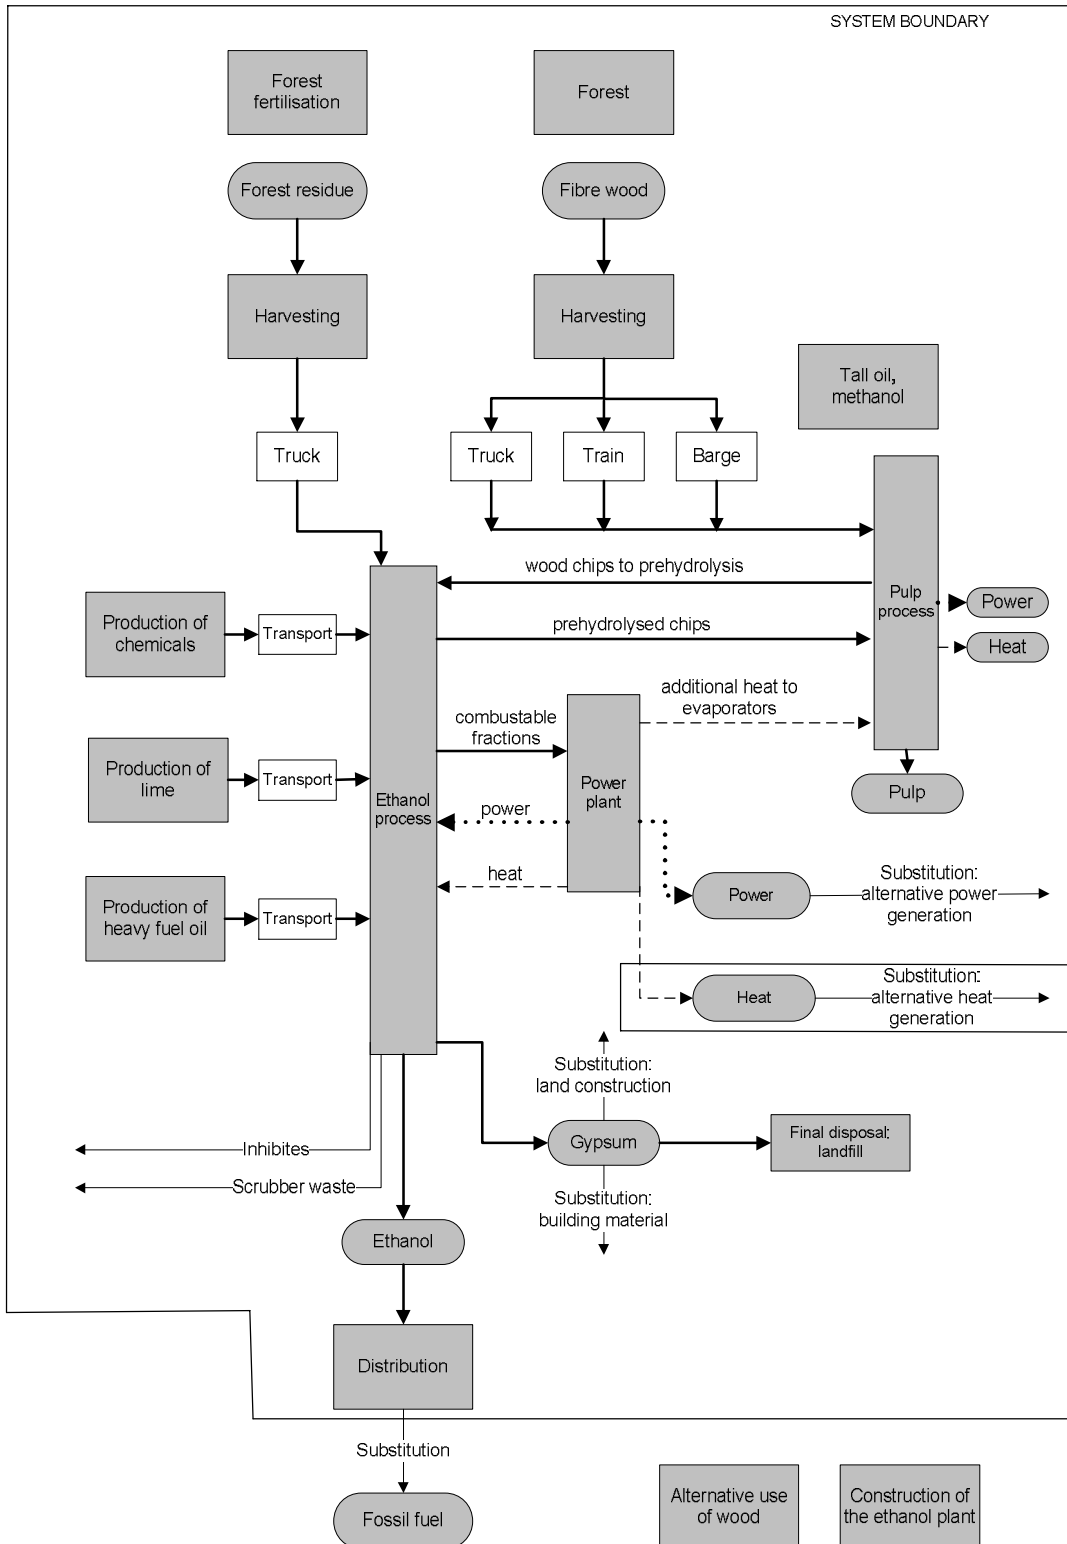 SYSTEM BOUNDARY
Forest
fertilisation
Forest
Forest residue
Fibre wood
Harvesting
Harvesting
Tall oil,
methanol
Truck
Truck
Train
Barge
wood chips to prehydrolysis
Pulp
process
Power
Production of
chemicals
Transport
prehydrolysed chips
Heat
additional heat to
evaporators
combustable
fractions
Production of
lime
Transport
Ethanol
process
Power
plant
Pulp
power
heat
Production of
heavy fuel oil
Transport
Power
Substitution:
alternative power
generation
Heat
Substitution:
alternative heat
generation
Substitution:
land construction
Inhibites
Gypsum
Final disposal:
landfill
Scrubber waste
Substitution:
building material
Ethanol
Distribution
Substitution
Fossil fuel
Alternative use
of wood
Construction of
the ethanol plant